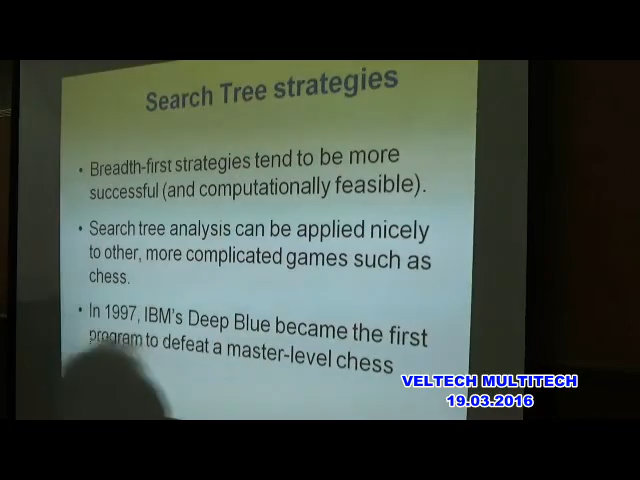 Search Tree strategies
• Breadth-first strategies tend to be more
successful (and computationally feasible).
• Search tree analysis can be applied nicely
to other, more complicated games such as
chess.
• In 1997, IBM's Deep Blue became the first
program to defeat a master-level chess
VELTECH MULTITECH
19.03.2016